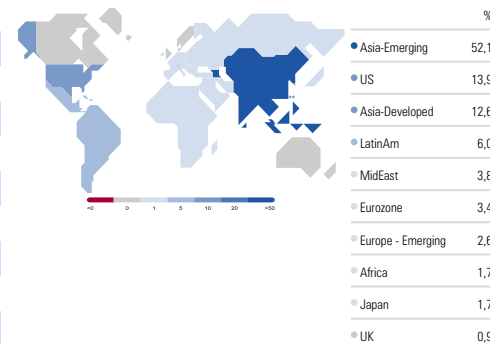 %
Asia-Emerging 52,1
US 13,9
Asia-Developed 12,6
LatinAm 6,0
MidEast 3,8
Eurozone 3,4
Europe - Emerging 2,6
Africa 1,7
Japan 1,7
UK 0,9
<0 0 1 5 10 20 >50